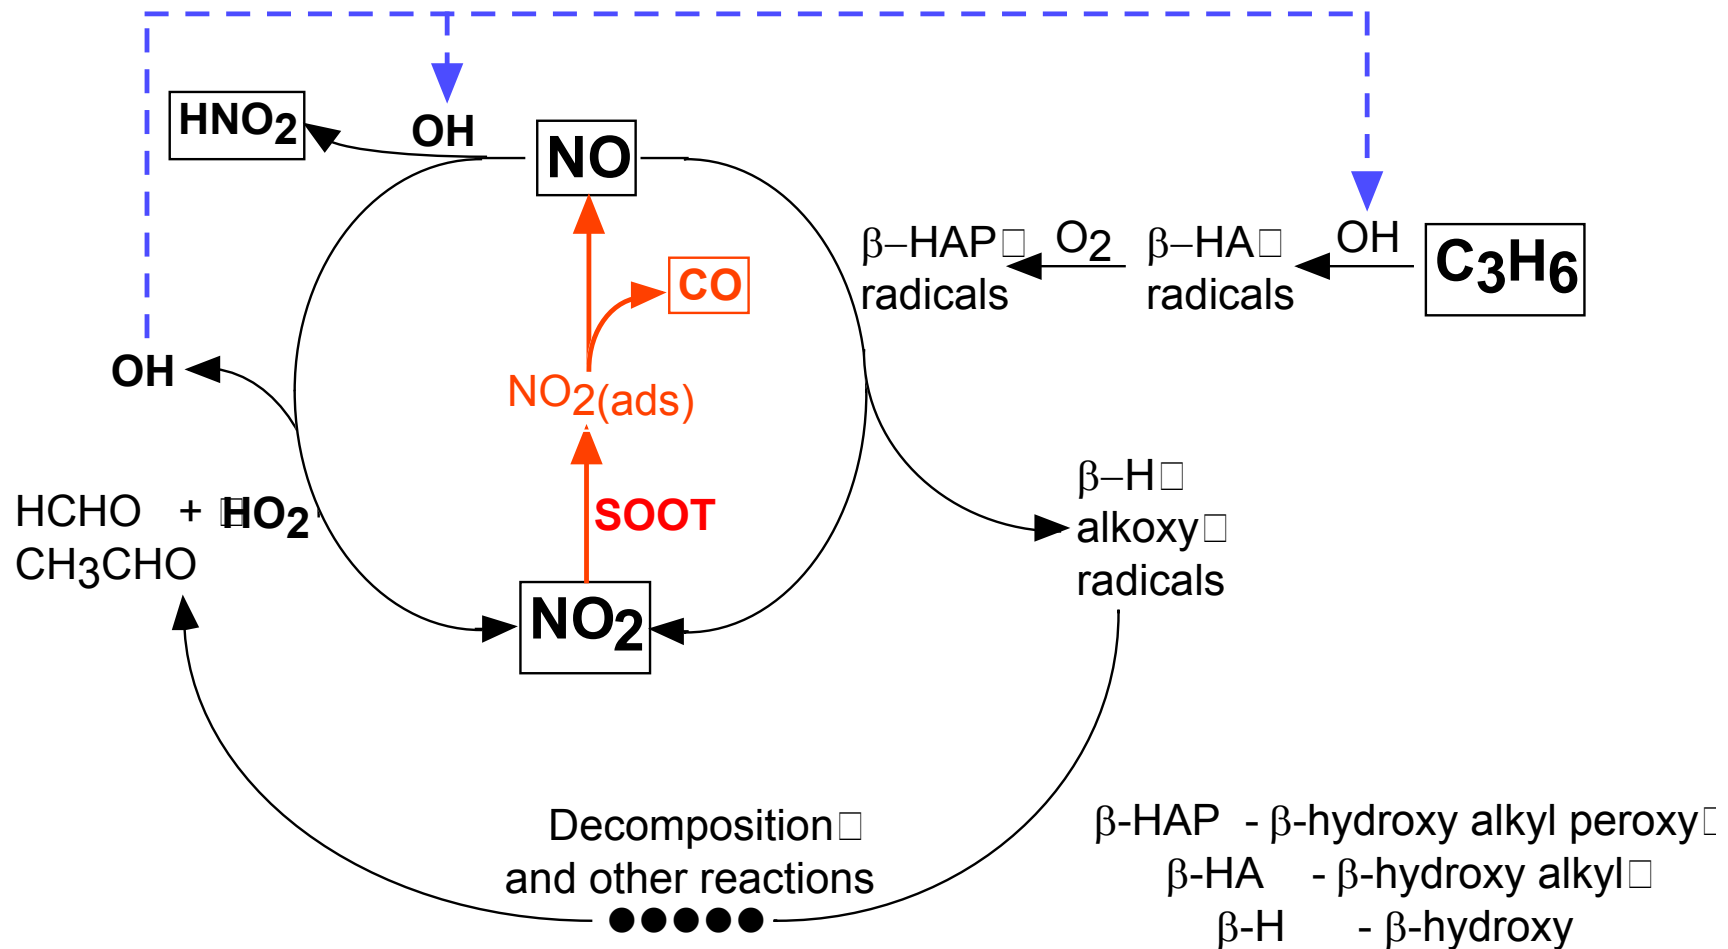 HNO2
OH
NO
β–HAP
radicals
O2
β–HA
radicals
OH
C3H6
CO
OH
NO2(ads)
HCHO + HO2
CH3CHO
SOOT
β–H
alkoxy
radicals
NO2
Decomposition
and other reactions
β-HAP - β-hydroxy alkyl peroxy
β-HA - β-hydroxy alkyl
β-H - β-hydroxy